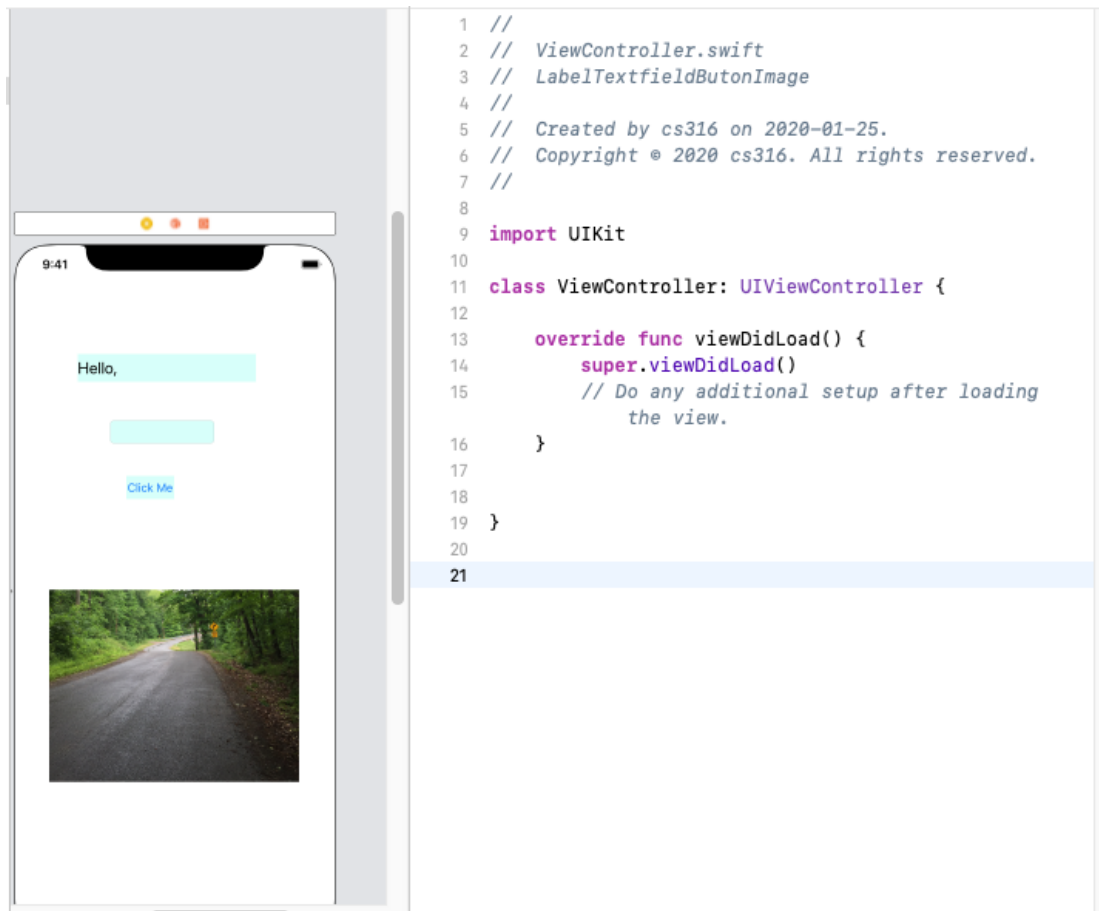 9:41
Hello,
Click Me
1 //
2 //  ViewController.swift
3 //  LabelTextfieldButonImage
4 //
5 //  Created by cs316 on 2020-01-25.
6 //  Copyright © 2020 cs316. All rights reserved.
7 //
8
9 import UIKit
10
11 class ViewController: UIViewController {
12
13     override func viewDidLoad() {
14         super.viewDidLoad()
15         // Do any additional setup after loading
            the view.
16     }
17
18
19 }
20
21